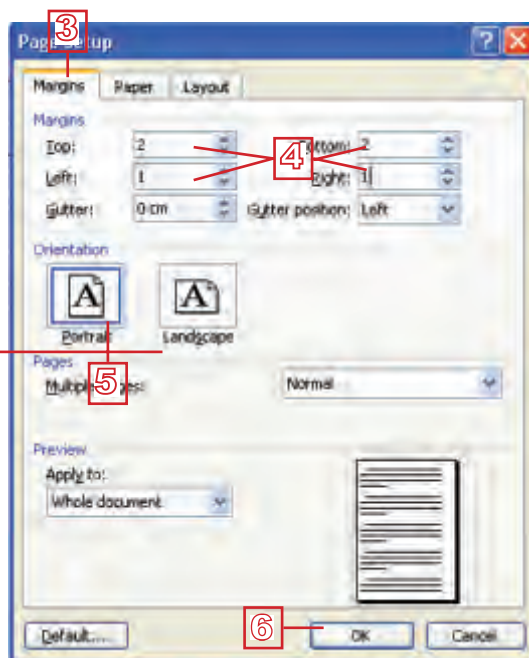 3
Page Setup
Margins Paper Layout
Margins
Top: 2 Bottom: 2
4
Left: 1 Right: 1
Gutter: 0 cm Gutter position: Left
Orientation
A A
Portrait Landscape
5
Pages
Multiple pages: Normal
Preview
Apply to:
Whole document
6
Default... OK Cancel